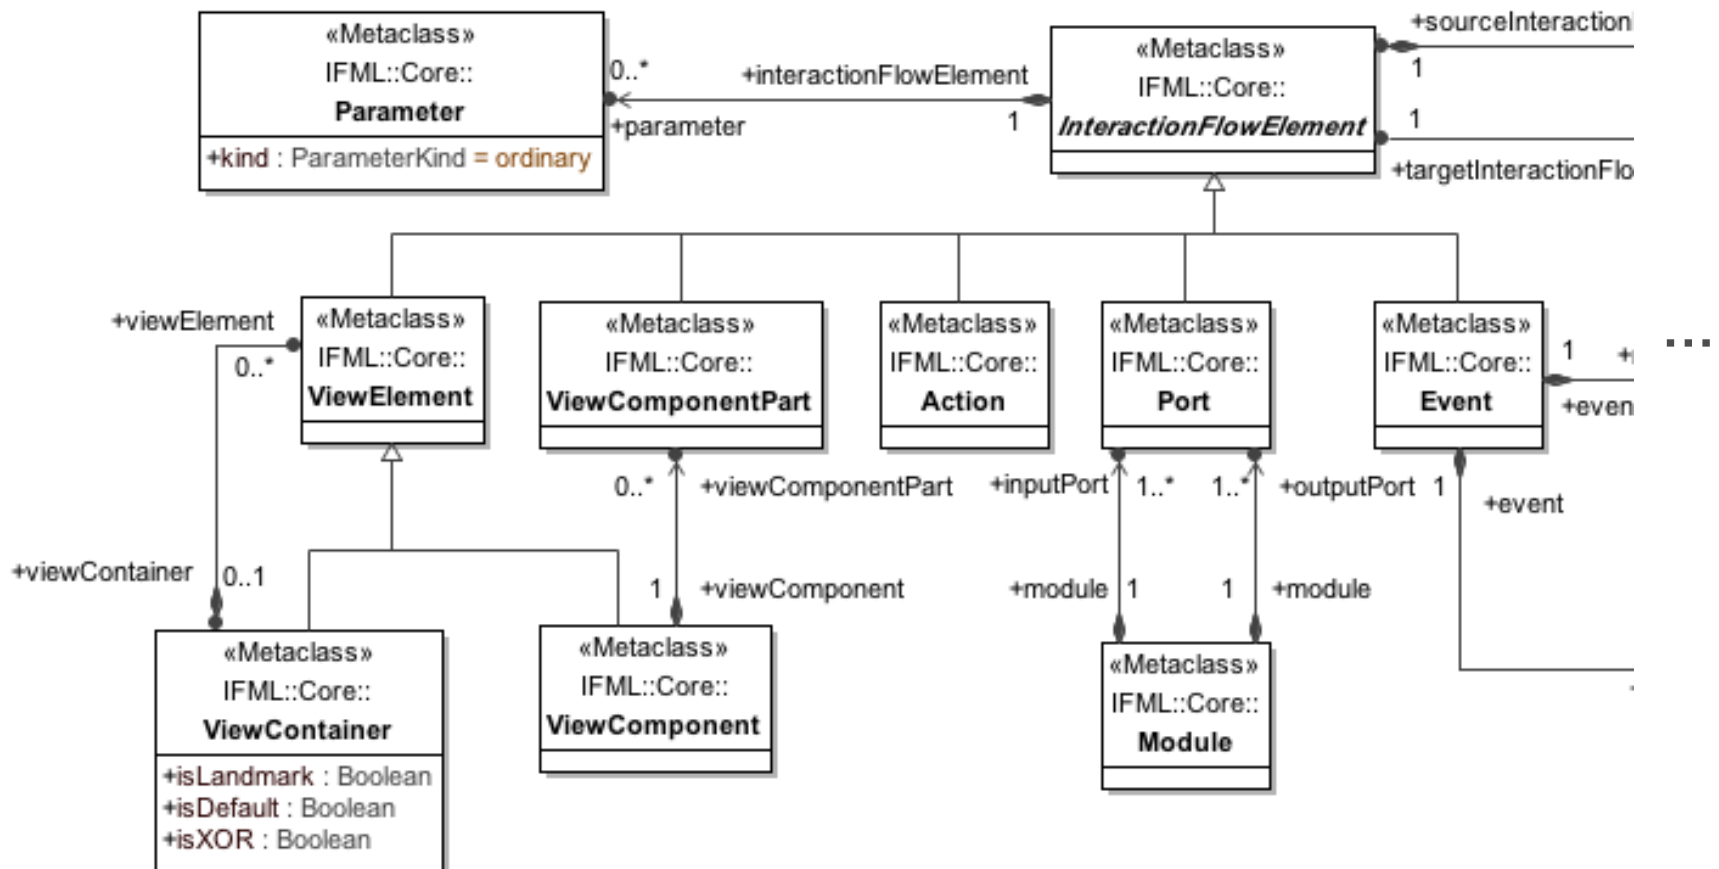 «Metaclass»
IFML::Core::
Parameter
+kind : ParameterKind = ordinary
0..*
+parameter
+interactionFlowElement
1
«Metaclass»
IFML::Core::
InteractionFlowElement
+sourceInteraction
1
1
+targetInteractionFlo
+viewElement
0..*
«Metaclass»
IFML::Core::
ViewElement
«Metaclass»
IFML::Core::
ViewComponentPart
«Metaclass»
IFML::Core::
Action
«Metaclass»
IFML::Core::
Port
«Metaclass»
IFML::Core::
Event
1
+even
...
0..*
+viewComponentPart
+inputPort
1..*
1..*
+outputPort
1
+event
+viewContainer
0..1
1
+viewComponent
+module
1
1
+module
«Metaclass»
IFML::Core::
ViewContainer
+isLandmark : Boolean
+isDefault : Boolean
+isXOR : Boolean
«Metaclass»
IFML::Core::
ViewComponent
«Metaclass»
IFML::Core::
Module